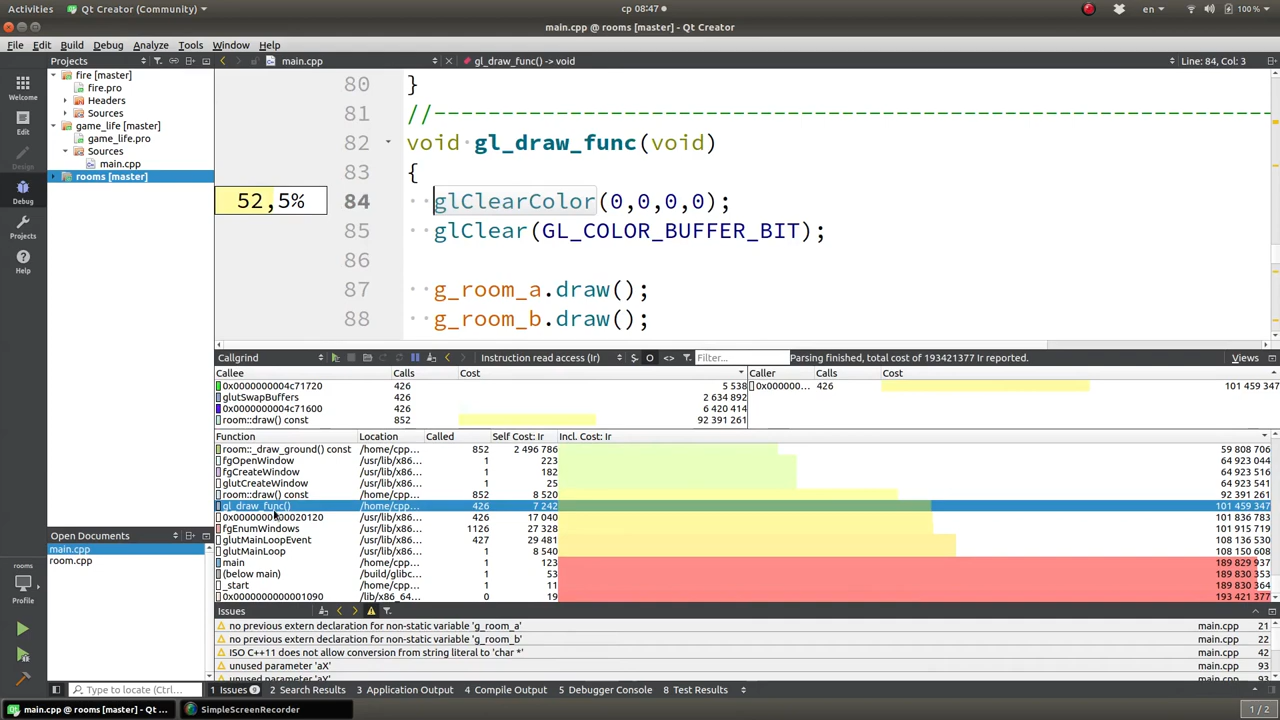 Activities
Qt Creator (Community)
ср 08:47
en
100 %
main.cpp @ rooms [master] - Qt Creator
File Edit Build Debug Analyze Tools Window Help
Projects
main.cpp
gl_draw_func() -> void
Line: 84, Col: 3
Welcome
Edit
Design
Debug
Projects
Help
fire [master]
fire.pro
Headers
Sources
game_life [master]
game_life.pro
Sources
main.cpp
rooms [master]
80 }
81 //
82 void gl_draw_func(void)
83 {
52,5% 84 glClearColor(0,0,0,0);
85 glClear(GL_COLOR_BUFFER_BIT);
86
87 g_room_a.draw();
88 g_room_b.draw();
Callgrind
Instruction read access (Ir)
$
O
<>
Filter...
Parsing finished, total cost of 193421377 Ir reported.
Views
Callee Calls Cost
0x0000000004c71720 426 5 538
glutSwapBuffers 426 2 634 892
0x0000000004c71600 426 6 420 414
room::draw() const 852 92 391 261
Caller Calls Cost
0x000000... 426 101 459 347
Function Location Called Self Cost: Ir Incl. Cost: Ir
room::_draw_ground() const /home/cpp... 852 2 496 786 59 808 706
fgOpenWindow /usr/lib/x86... 1 223 64 923 044
fgCreateWindow /usr/lib/x86... 1 182 64 923 516
glutCreateWindow /usr/lib/x86... 1 25 64 923 541
room::draw() const /home/cpp... 852 8 520 92 391 261
gl_draw_func() /home/cpp... 426 7 242 101 459 347
0x0000000000020120 /usr/lib/x86... 426 17 040 101 836 783
fgEnumWindows /usr/lib/x86... 1126 27 328 101 915 719
glutMainLoopEvent /usr/lib/x86... 427 29 481 108 136 530
glutMainLoop /usr/lib/x86... 1 8 540 108 150 608
main /home/cpp... 1 123 189 829 937
(below main) /build/glibc... 1 53 189 830 353
_start /home/cpp... 1 11 189 830 364
0x0000000000001090 /lib/x86_64... 0 19 193 421 377
Open Documents
main.cpp
room.cpp
rooms
Profile
Issues
no previous extern declaration for non-static variable 'g_room_a' main.cpp 21
no previous extern declaration for non-static variable 'g_room_b' main.cpp 22
ISO C++11 does not allow conversion from string literal to 'char *' main.cpp 42
unused parameter 'aX' main.cpp 93
unused parameter 'aY' main.cpp 93
Type to locate (Ctrl...
1 Issues 9
2 Search Results
3 Application Output
4 Compile Output
5 Debugger Console
8 Test Results
main.cpp @ rooms [master] - Qt ...
SimpleScreenRecorder
1 / 2